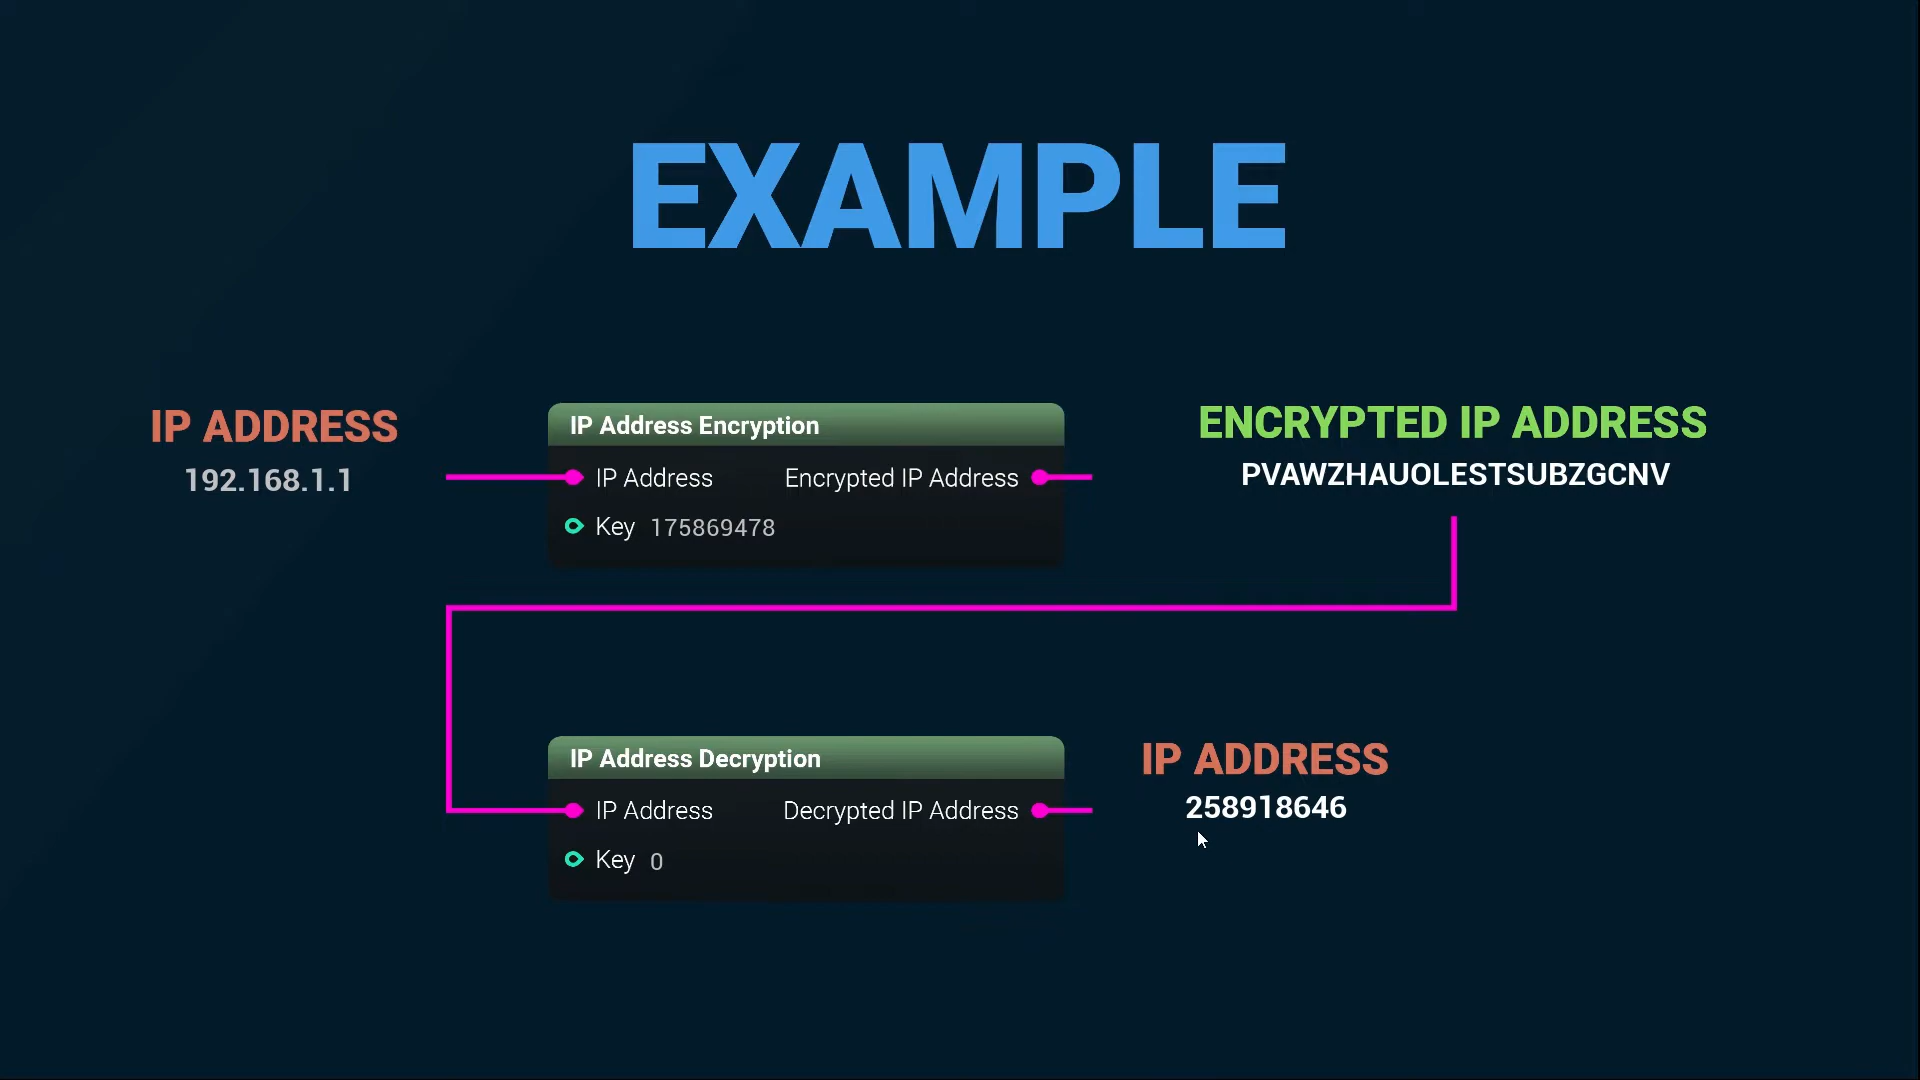 EXAMPLE
IP ADDRESS
192.168.1.1
IP Address Encryption
IP Address
Encrypted IP Address
Key 175869478
ENCRYPTED IP ADDRESS
PVAWZHAUOLESTSUBZGCNV
IP Address Decryption
IP Address
Decrypted IP Address
Key 0
IP ADDRESS
258918646